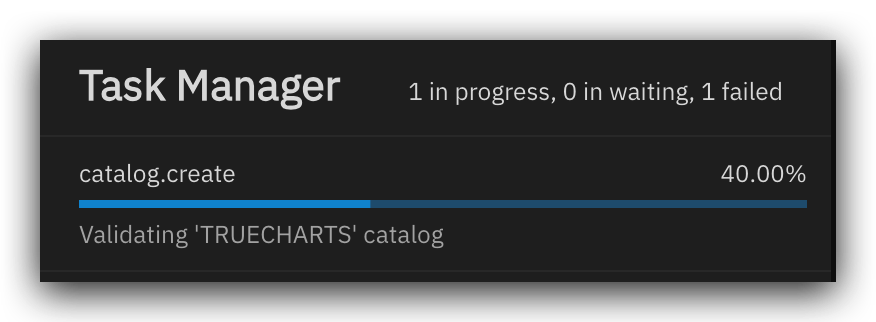 Task Manager
1 in progress, 0 in waiting, 1 failed
catalog.create
40.00%
Validating 'TRUECHARTS' catalog